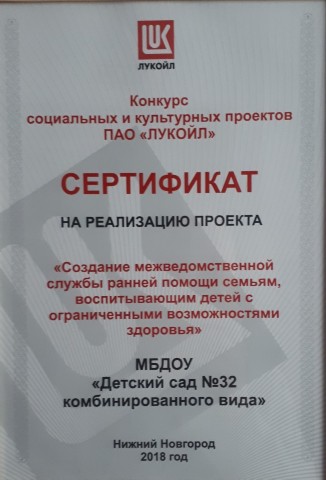 ЛУКОЙЛ
Конкурс
социальных и культурных проектов
ПАО «ЛУКОЙЛ»
СЕРТИФИКАТ
НА РЕАЛИЗАЦИЮ ПРОЕКТА
«Создание межведомственной
службы ранней помощи семьям,
воспитывающим детей с
ограниченными возможностями
здоровья»
МБДОУ
«Детский сад №32
комбинированного вида»
Нижний Новгород
2018 год